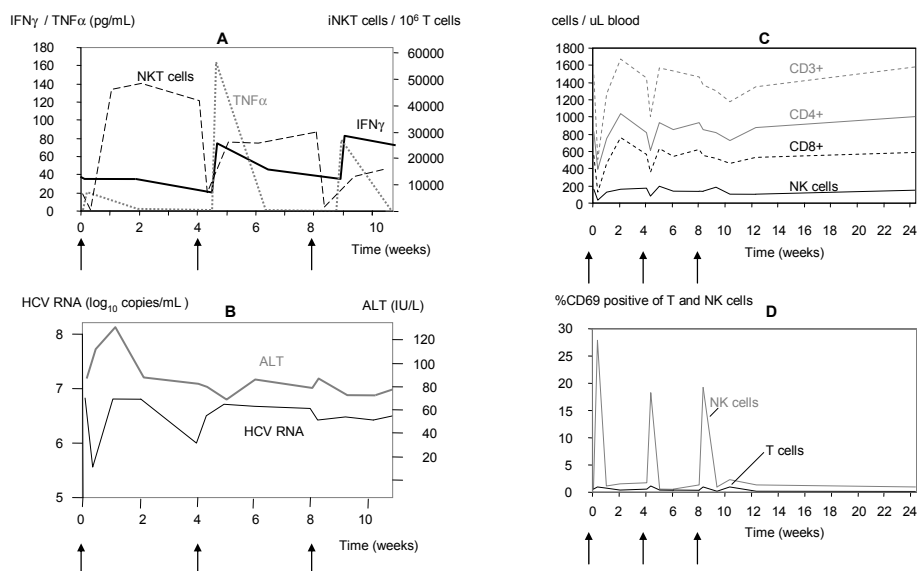 IFNγ / TNFα (pg/mL)
iNKT cells / 10⁶ T cells
A
180
160
140
120
100
80
60
40
20
0
60000
50000
40000
30000
20000
10000
NKT cells
TNFα
IFNγ
0 2 4 6 8 10
Time (weeks)
cells / uL blood
C
1800
1600
1400
1200
1000
800
600
400
200
0
CD3+
CD4+
CD8+
NK cells
0 2 4 6 8 10 12 14 16 18 20 22 24
Time (weeks)
HCV RNA (log₁₀ copies/mL)
ALT (IU/L)
B
8
7
6
5
120
100
80
60
40
20
ALT
HCV RNA
0 2 4 6 8 10
Time (weeks)
%CD69 positive of T and NK cells
D
30
25
20
15
10
5
0
NK cells
T cells
0 2 4 6 8 10 12 14 16 18 20 22 24
Time (weeks)